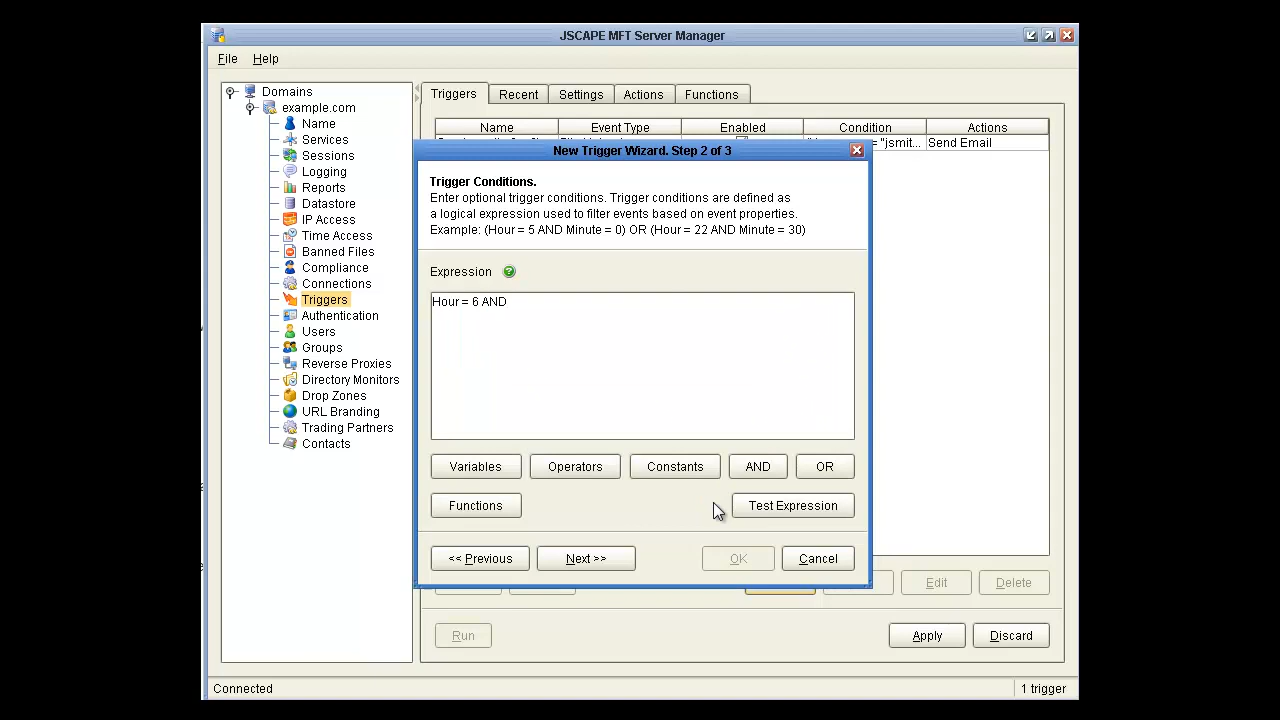 JSCAPE MFT Server Manager
File Help
Domains
example.com
Name
Services
Sessions
Logging
Reports
Datastore
IP Access
Time Access
Banned Files
Compliance
Connections
Triggers
Authentication
Users
Groups
Reverse Proxies
Directory Monitors
Drop Zones
URL Branding
Trading Partners
Contacts
Triggers Recent Settings Actions Functions
Name Event Type Enabled Condition Actions
= "jsmit... Send Email
New Trigger Wizard. Step 2 of 3
Trigger Conditions.
Enter optional trigger conditions. Trigger conditions are defined as
a logical expression used to filter events based on event properties.
Example: (Hour = 5 AND Minute = 0) OR (Hour = 22 AND Minute = 30)
Expression
Hour = 6 AND
Variables Operators Constants AND OR
Functions Test Expression
<< Previous Next >> OK Cancel
Edit Delete
Run Apply Discard
Connected 1 trigger